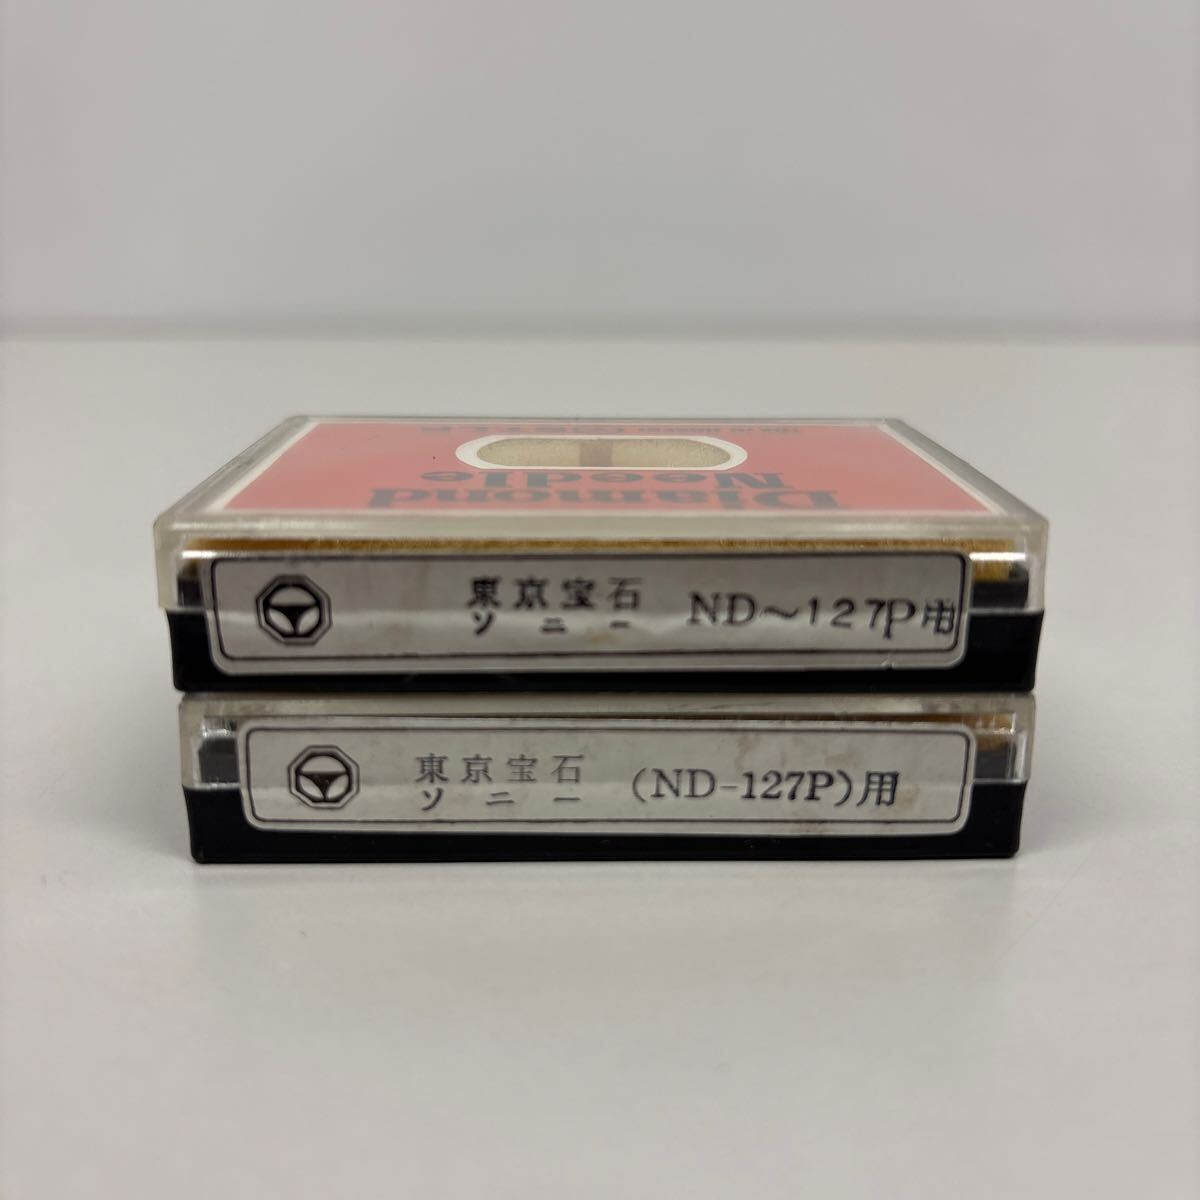 Diamond
Needle
東京宝石
ソニー
ND～127P用
東京宝石
ソニー
(ND-127P)用